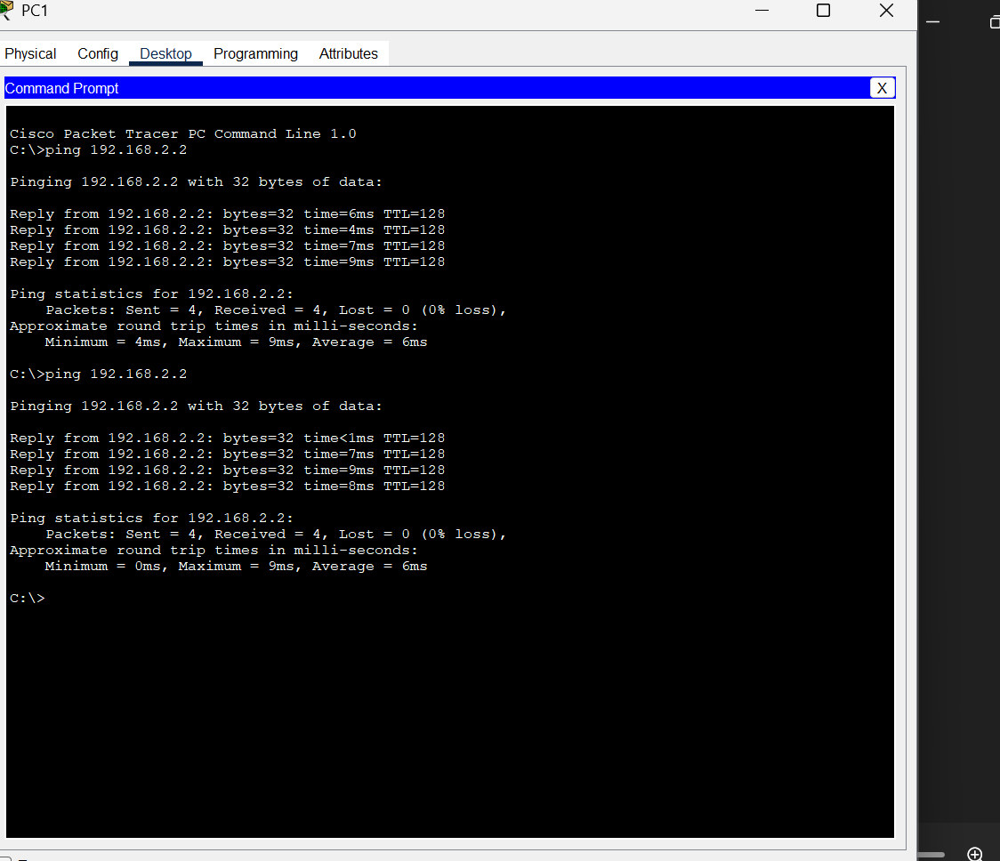 PC1
Physical Config Desktop Programming Attributes
Command Prompt X
Cisco Packet Tracer PC Command Line 1.0
C:\>ping 192.168.2.2
Pinging 192.168.2.2 with 32 bytes of data:
Reply from 192.168.2.2: bytes=32 time=6ms TTL=128
Reply from 192.168.2.2: bytes=32 time=4ms TTL=128
Reply from 192.168.2.2: bytes=32 time=7ms TTL=128
Reply from 192.168.2.2: bytes=32 time=9ms TTL=128
Ping statistics for 192.168.2.2:
    Packets: Sent = 4, Received = 4, Lost = 0 (0% loss),
Approximate round trip times in milli-seconds:
    Minimum = 4ms, Maximum = 9ms, Average = 6ms
C:\>ping 192.168.2.2
Pinging 192.168.2.2 with 32 bytes of data:
Reply from 192.168.2.2: bytes=32 time<1ms TTL=128
Reply from 192.168.2.2: bytes=32 time=7ms TTL=128
Reply from 192.168.2.2: bytes=32 time=9ms TTL=128
Reply from 192.168.2.2: bytes=32 time=8ms TTL=128
Ping statistics for 192.168.2.2:
    Packets: Sent = 4, Received = 4, Lost = 0 (0% loss),
Approximate round trip times in milli-seconds:
    Minimum = 0ms, Maximum = 9ms, Average = 6ms
C:\>